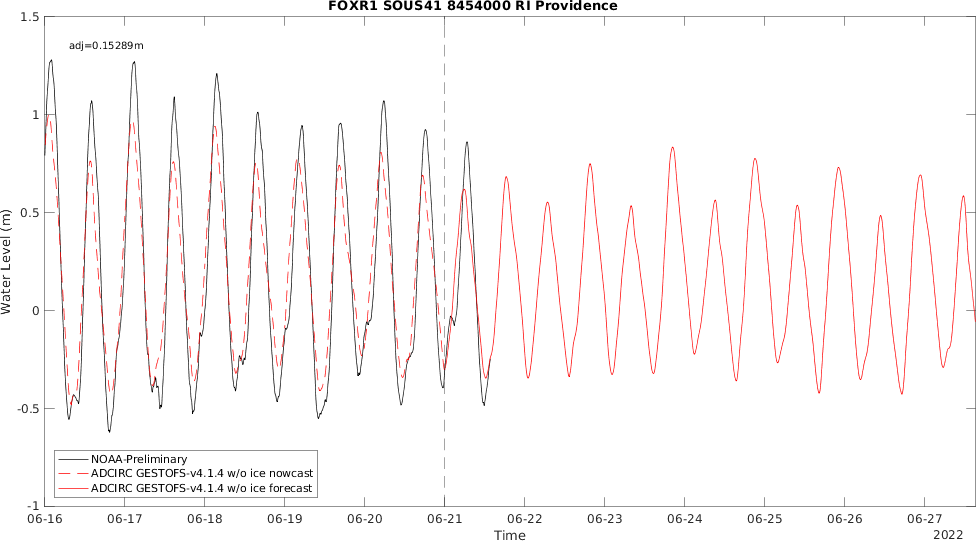 FOXR1 SOUS41 8454000 RI Providence
adj=0.15289m
1.5
1
0.5
0
-0.5
-1
Water Level (m)
NOAA-Preliminary
ADCIRC GESTOFS-v4.1.4 w/o ice nowcast
ADCIRC GESTOFS-v4.1.4 w/o ice forecast
06-16 06-17 06-18 06-19 06-20 06-21 06-22 06-23 06-24 06-25 06-26 06-27
Time
2022